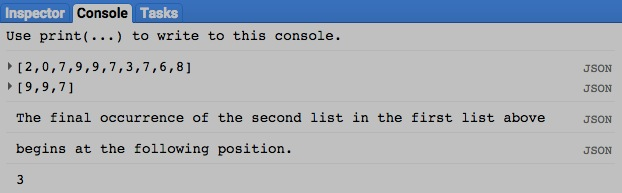 Inspector Console Tasks
Use print(...) to write to this console.
[2,0,7,9,9,7,3,7,6,8] JSON
[9,9,7] JSON
The final occurrence of the second list in the first list above JSON
begins at the following position. JSON
3